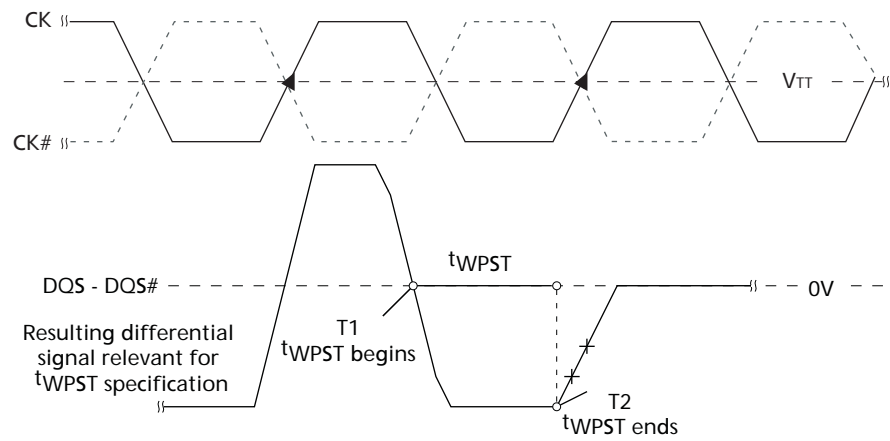 CK
VTT
CK#
tWPST
DQS - DQS#
0V
Resulting differential
signal relevant for
tWPST specification
T1
tWPST begins
T2
tWPST ends